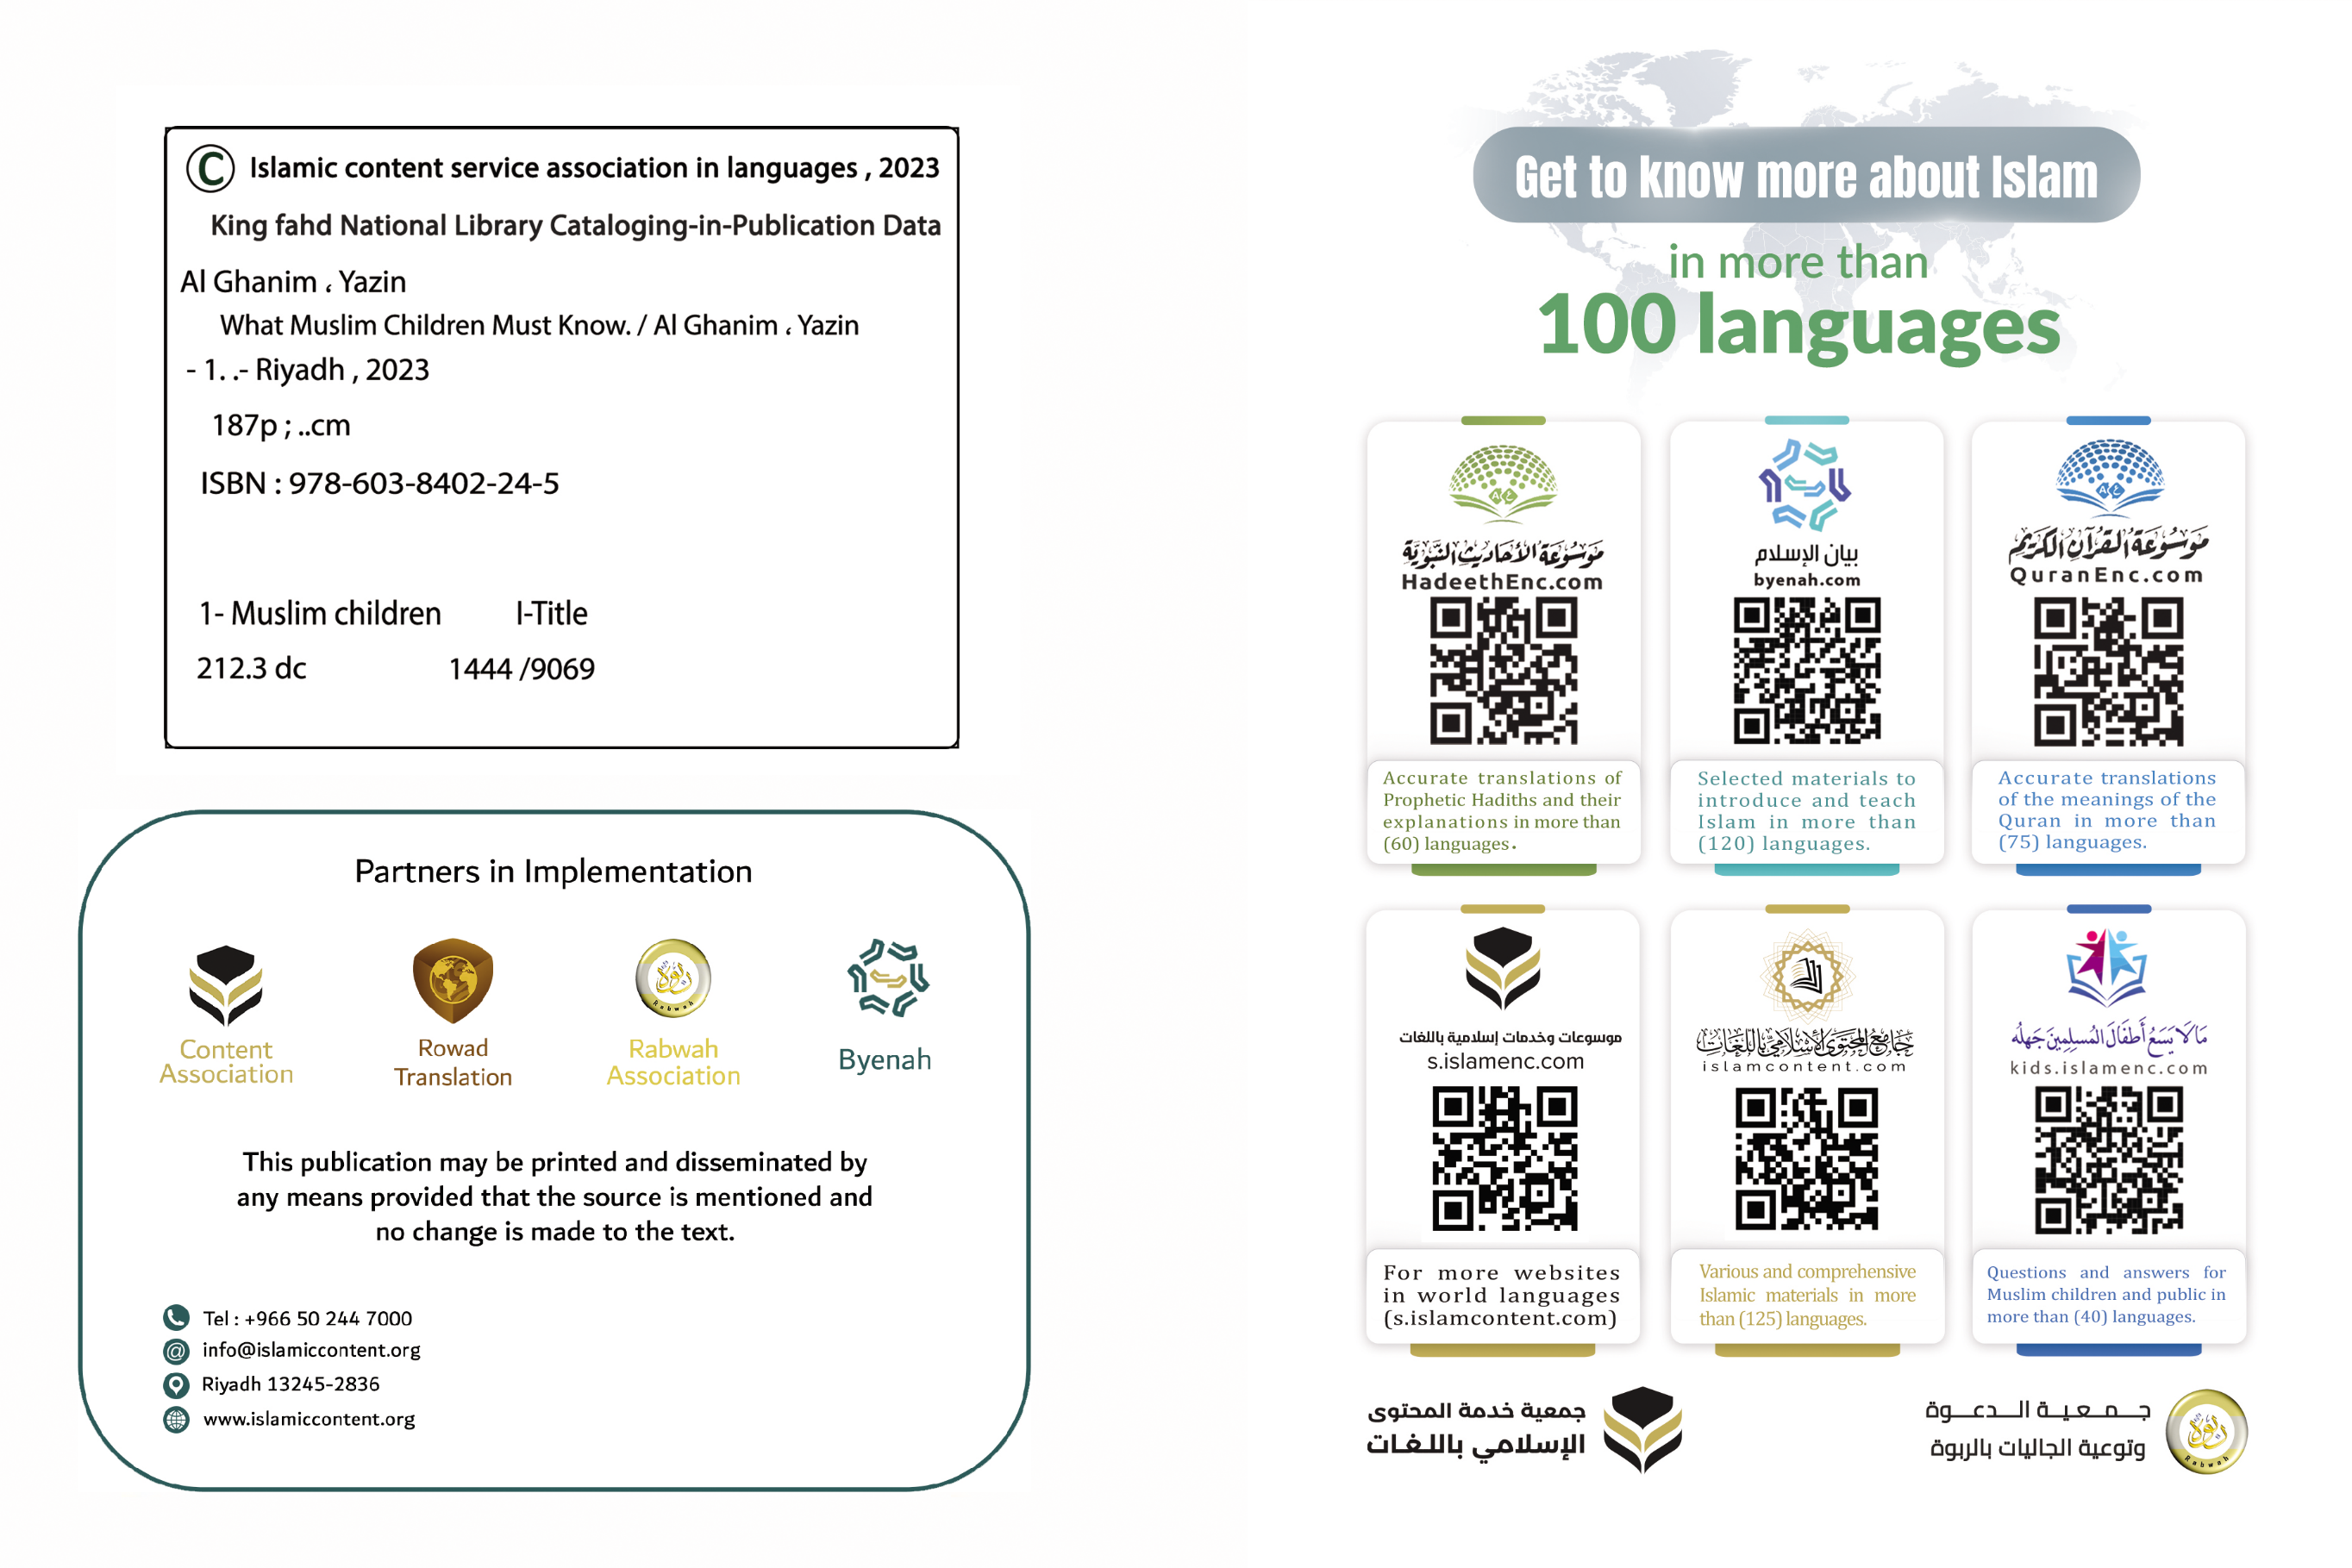 © Islamic content service association in languages , 2023
King fahd National Library Cataloging-in-Publication Data
Al Ghanim ، Yazin
What Muslim Children Must Know. / Al Ghanim ، Yazin
- 1. .- Riyadh , 2023
187p ; ..cm
ISBN : 978-603-8402-24-5
1- Muslim children I-Title
212.3 dc 1444 /9069
Partners in Implementation
Content
Association
Rowad
Translation
Rabwah
Association
Byenah
This publication may be printed and disseminated by
any means provided that the source is mentioned and
no change is made to the text.
Tel : +966 50 244 7000
info@islamiccontent.org
Riyadh 13245-2836
www.islamiccontent.org
Get to know more about Islam
in more than
100 languages
موسوعة الأحاديث النبوية
HadeethEnc.com
Accurate translations of
Prophetic Hadiths and their
explanations in more than
(60) languages.
بيان الإسلام
byenah.com
Selected materials to
introduce and teach
Islam in more than
(120) languages.
موسوعة القرآن الكريم
QuranEnc.com
Accurate translations
of the meanings of the
Quran in more than
(75) languages.
موسوعات وخدمات إسلامية باللغات
s.islamenc.com
For more websites
in world languages
(s.islamcontent.com)
جامع المحتوى الإسلامي باللغات
islamcontent.com
Various and comprehensive
Islamic materials in more
than (125) languages.
مَا لَا يَسَعُ أَطْفَالَ المُسلِمِينَ جَهلُه
kids.islamenc.com
Questions and answers for
Muslim children and public in
more than (40) languages.
جمعية خدمة المحتوى
الإسلامي باللغات
جمعية الدعوة
وتوعية الجاليات بالربوة
ربوة
Rabwah